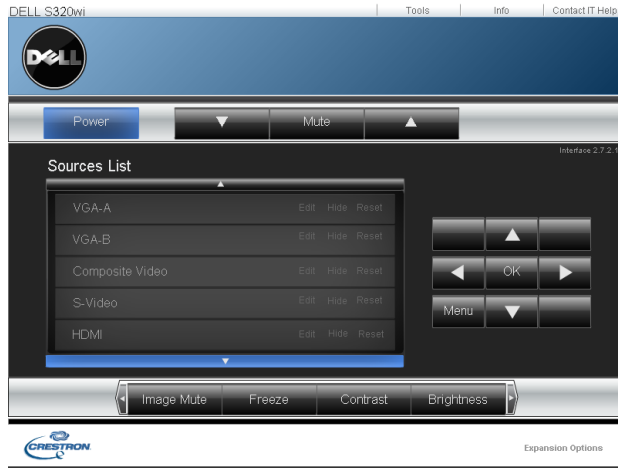 DELL S320wi
Tools Info Contact IT Help
DELL
Power Mute
Interface 2.7.2.1
Sources List
VGA-A Edit Hide Reset
VGA-B Edit Hide Reset
Composite Video Edit Hide Reset
S-Video Edit Hide Reset
HDMI Edit Hide Reset
OK
Menu
Image Mute Freeze Contrast Brightness
CRESTRON
Expansion Options